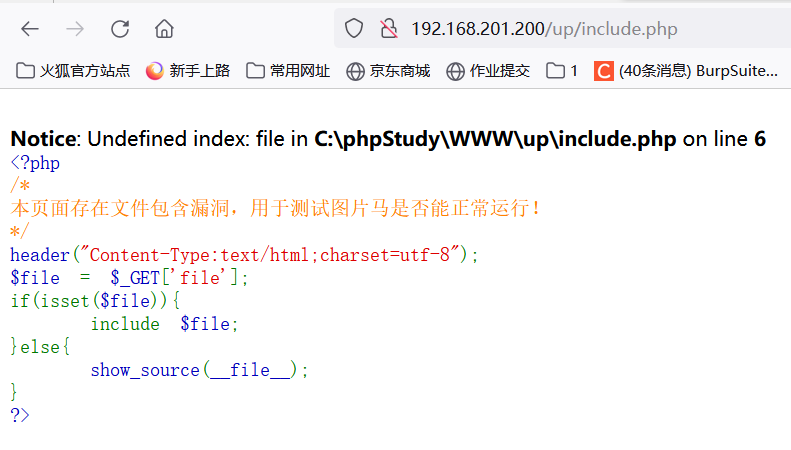 192.168.201.200/up/include.php
火狐官方站点 新手上路 常用网址 京东商城 作业提交 1 C (40条消息) BurpSuite...
Notice: Undefined index: file in C:\phpStudy\WWW\up\include.php on line 6
<?php
/*
本页面存在文件包含漏洞，用于测试图片马是否能正常运行！
*/
header("Content-Type:text/html;charset=utf-8");
$file  =  $_GET['file'];
if(isset($file)){
        include  $file;
}else{
        show_source(__file__);
}
?>